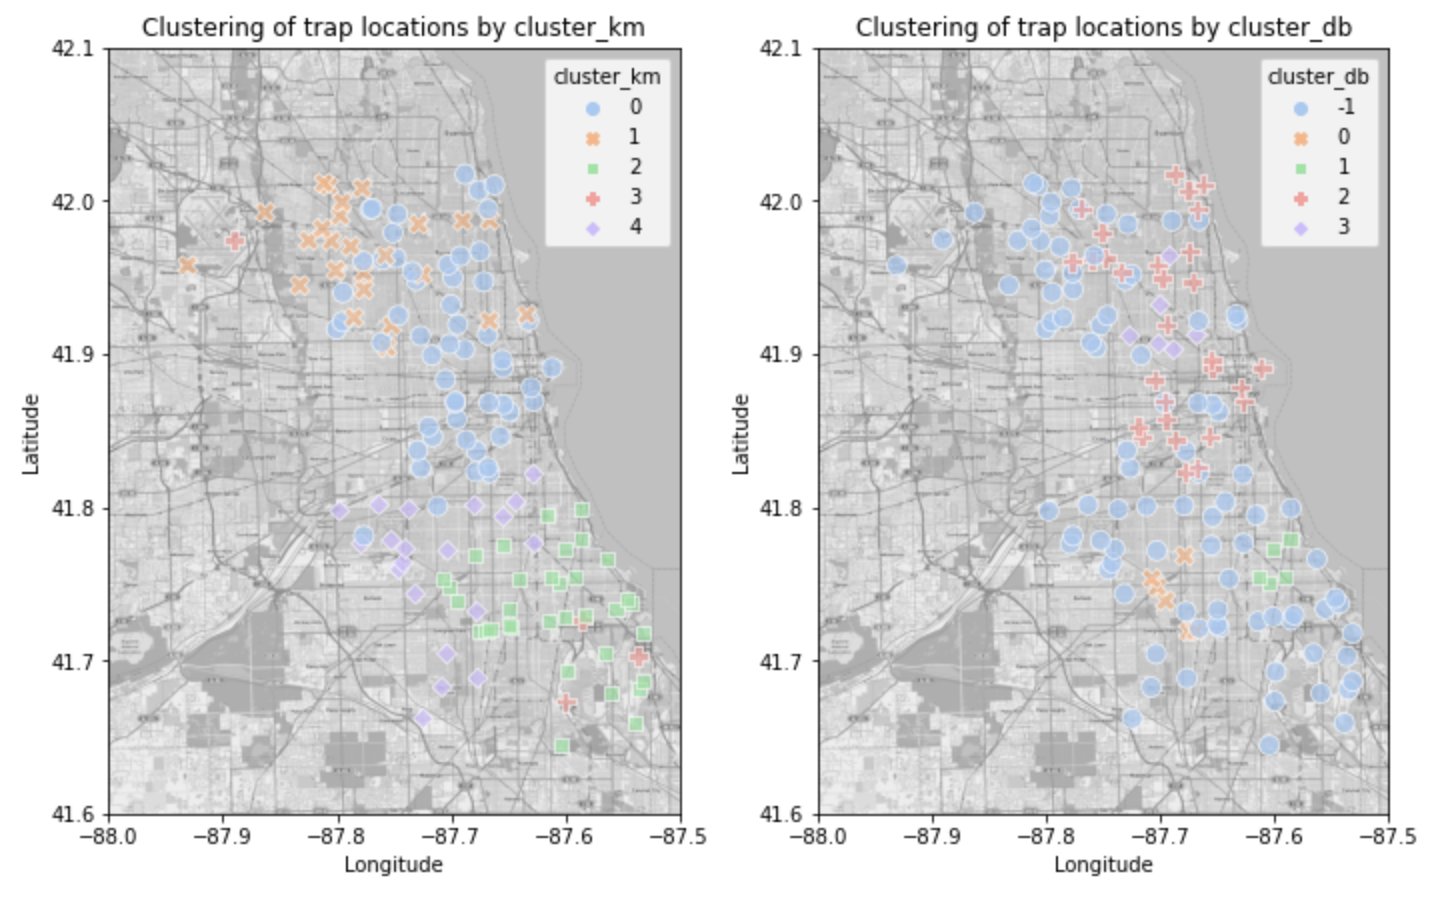 Clustering of trap locations by cluster_km
42.1
42.0
41.9
41.8
41.7
41.6
Latitude
−88.0 −87.9 −87.8 −87.7 −87.6 −87.5
Longitude
cluster_km
0
1
2
3
4
Clustering of trap locations by cluster_db
42.1
42.0
41.9
41.8
41.7
41.6
Latitude
−88.0 −87.9 −87.8 −87.7 −87.6 −87.5
Longitude
cluster_db
-1
0
1
2
3